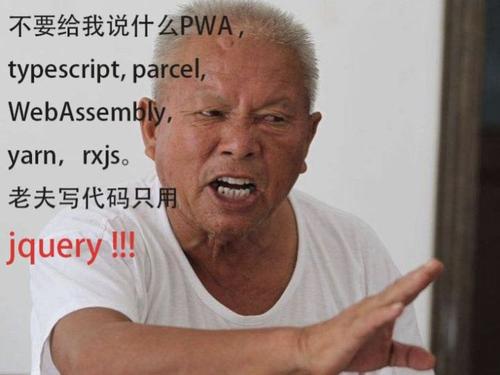 不要给我说什么PWA ,
typescript, parcel,
WebAssembly,
yarn，rxjs。
老夫写代码只用
jquery !!!